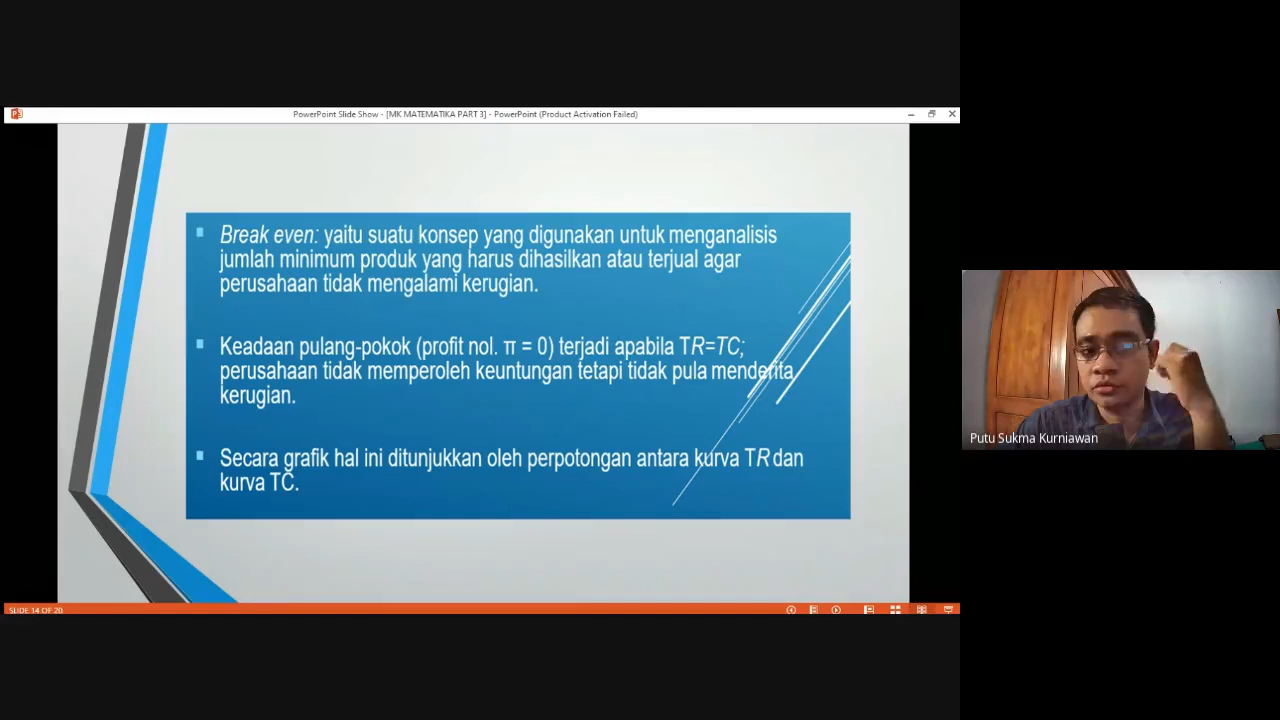 PowerPoint Slide Show - [MK MATEMATIKA PART 3] - PowerPoint (Product Activation Failed)
Break even: yaitu suatu konsep yang digunakan untuk menganalisis
jumlah minimum produk yang harus dihasilkan atau terjual agar
perusahaan tidak mengalami kerugian.
Keadaan pulang-pokok (profit nol. π = 0) terjadi apabila TR=TC;
perusahaan tidak memperoleh keuntungan tetapi tidak pula menderita
kerugian.
Secara grafik hal ini ditunjukkan oleh perpotongan antara kurva TR dan
kurva TC.
SLIDE 14 OF 20
Putu Sukma Kurniawan